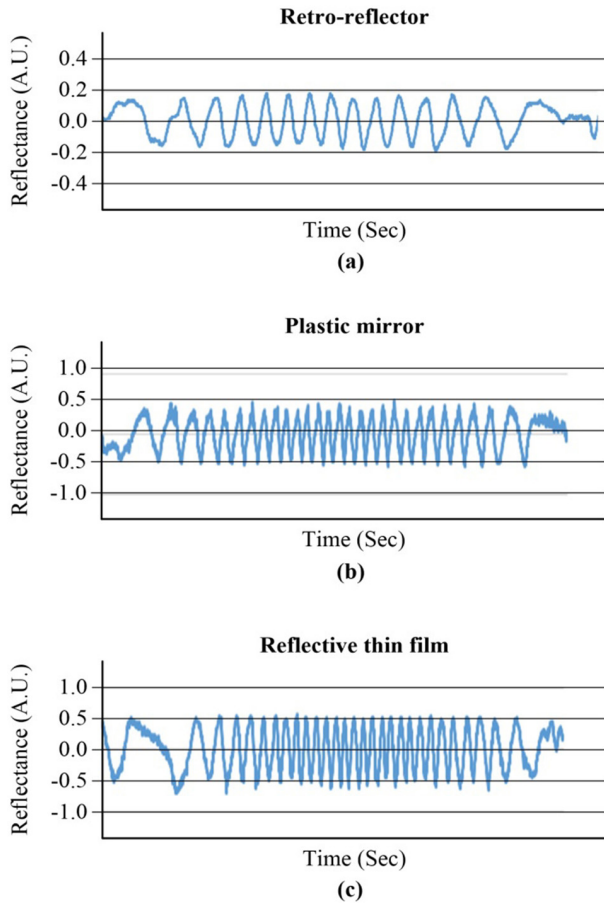 Retro-reflector
Reflectance (A.U.)
0.4
0.2
0.0
-0.2
-0.4
Time (Sec)
(a)
Plastic mirror
Reflectance (A.U.)
1.0
0.5
0.0
-0.5
-1.0
Time (Sec)
(b)
Reflective thin film
Reflectance (A.U.)
1.0
0.5
0.0
-0.5
-1.0
Time (Sec)
(c)